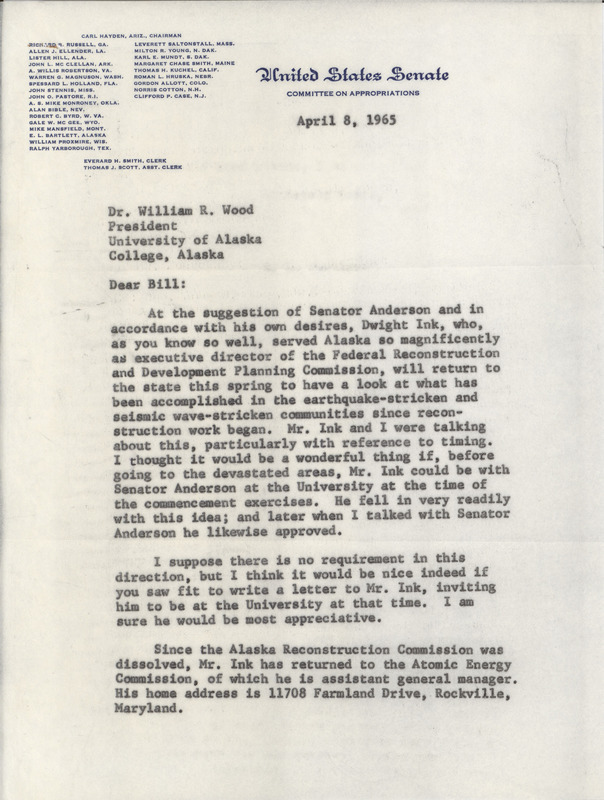 CARL HAYDEN, ARIZ., CHAIRMAN
RICHARD B. RUSSELL, GA.
ALLEN J. ELLENDER, LA.
LISTER HILL, ALA.
JOHN L. MC CLELLAN, ARK.
A. WILLIS ROBERTSON, VA.
WARREN G. MAGNUSON, WASH.
SPESSARD L. HOLLAND, FLA.
JOHN STENNIS, MISS.
JOHN O. PASTORE, R.I.
A. S. MIKE MONRONEY, OKLA.
ALAN BIBLE, NEV.
ROBERT C. BYRD, W. VA.
GALE W. MC GEE, WYO.
MIKE MANSFIELD, MONT.
E. L. BARTLETT, ALASKA
WILLIAM PROXMIRE, WIS.
RALPH YARBOROUGH, TEX.
LEVERETT SALTONSTALL, MASS.
MILTON R. YOUNG, N. DAK.
KARL E. MUNDT, S. DAK.
MARGARET CHASE SMITH, MAINE
THOMAS H. KUCHEL, CALIF.
ROMAN L. HRUSKA, NEBR.
GORDON ALLOTT, COLO.
NORRIS COTTON, N.H.
CLIFFORD P. CASE, N.J.
EVERARD H. SMITH, CLERK
THOMAS J. SCOTT, ASST. CLERK
United States Senate
COMMITTEE ON APPROPRIATIONS
April 8, 1965
Dr. William R. Wood
President
University of Alaska
College, Alaska
Dear Bill:
At the suggestion of Senator Anderson and in
accordance with his own desires, Dwight Ink, who,
as you know so well, served Alaska so magnificently
as executive director of the Federal Reconstruction
and Development Planning Commission, will return to
the state this spring to have a look at what has
been accomplished in the earthquake-stricken and
seismic wave-stricken communities since recon-
struction work began. Mr. Ink and I were talking
about this, particularly with reference to timing.
I thought it would be a wonderful thing if, before
going to the devastated areas, Mr. Ink could be with
Senator Anderson at the University at the time of
the commencement exercises. He fell in very readily
with this idea; and later when I talked with Senator
Anderson he likewise approved.
I suppose there is no requirement in this
direction, but I think it would be nice indeed if
you saw fit to write a letter to Mr. Ink, inviting
him to be at the University at that time. I am
sure he would be most appreciative.
Since the Alaska Reconstruction Commission was
dissolved, Mr. Ink has returned to the Atomic Energy
Commission, of which he is assistant general manager.
His home address is 11708 Farmland Drive, Rockville,
Maryland.